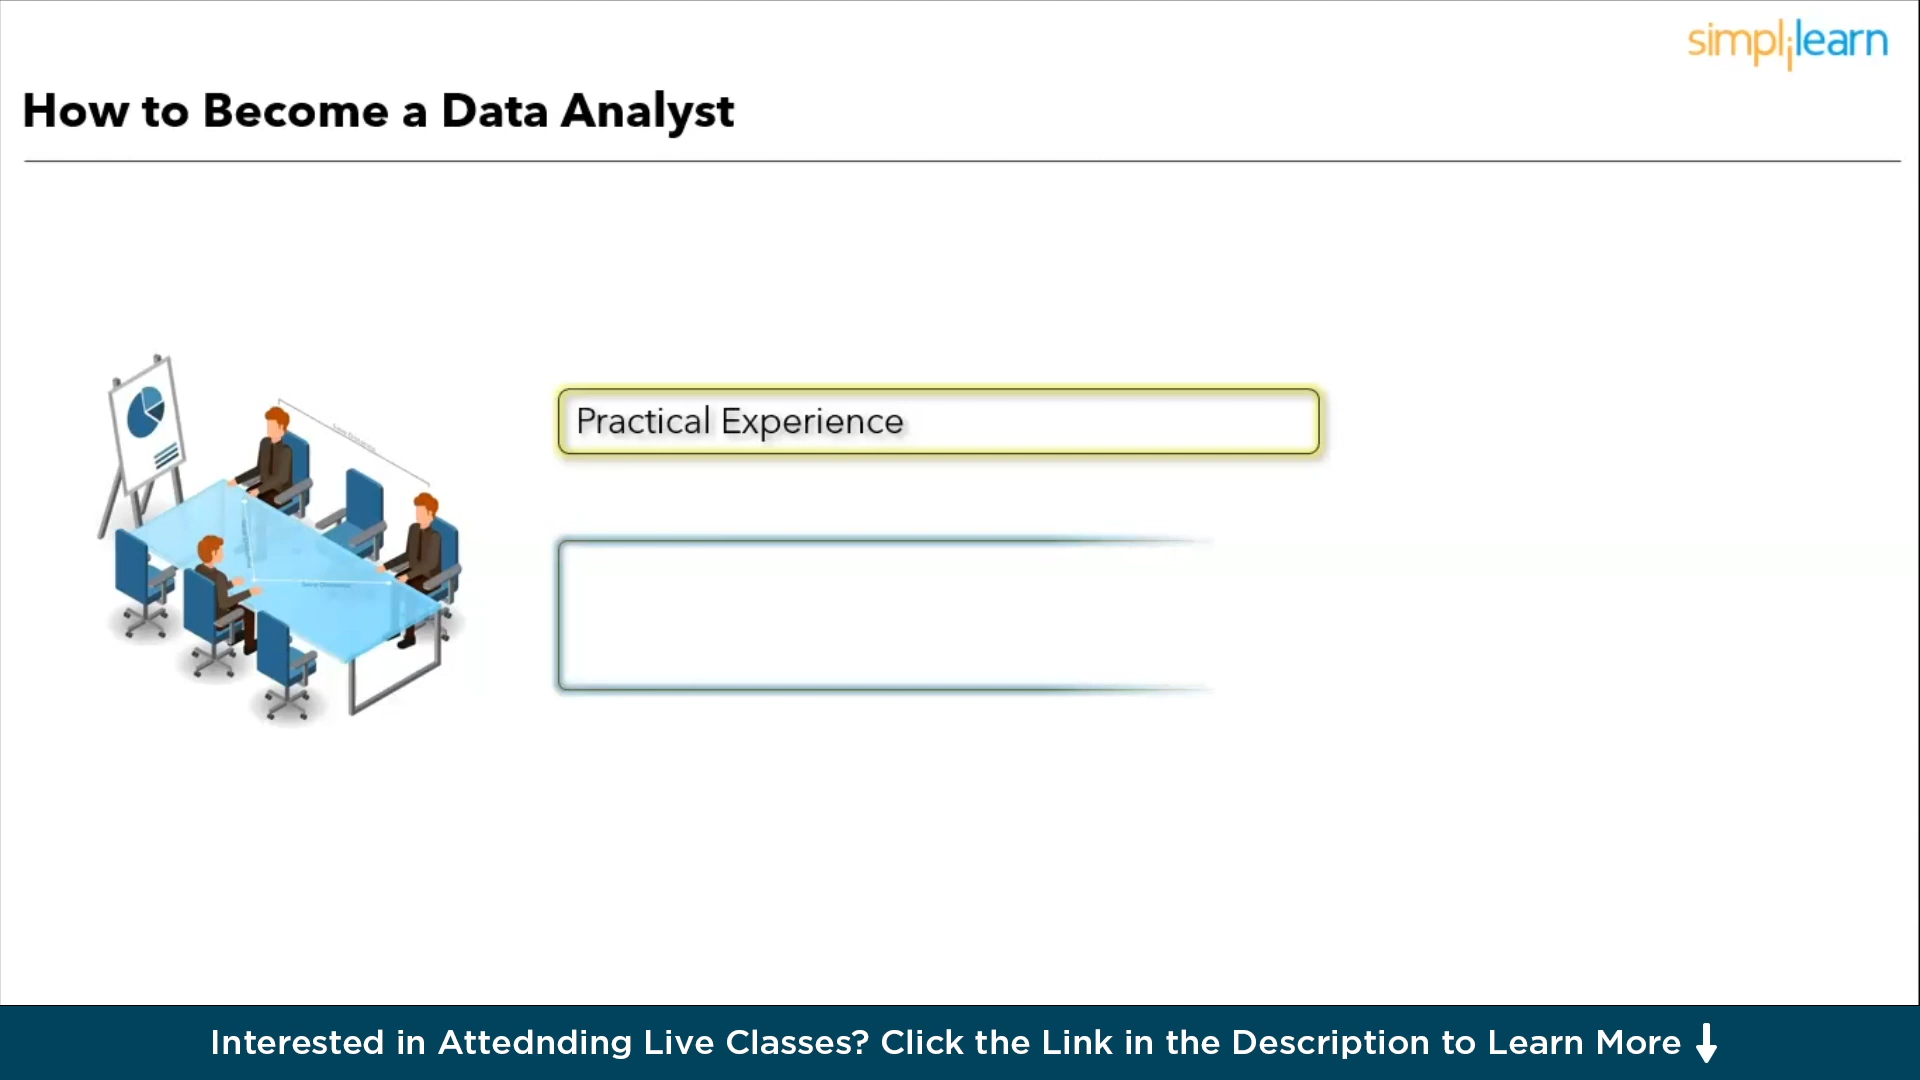 simplilearn
How to Become a Data Analyst
Practical Experience
Interested in Attednding Live Classes? Click the Link in the Description to Learn More